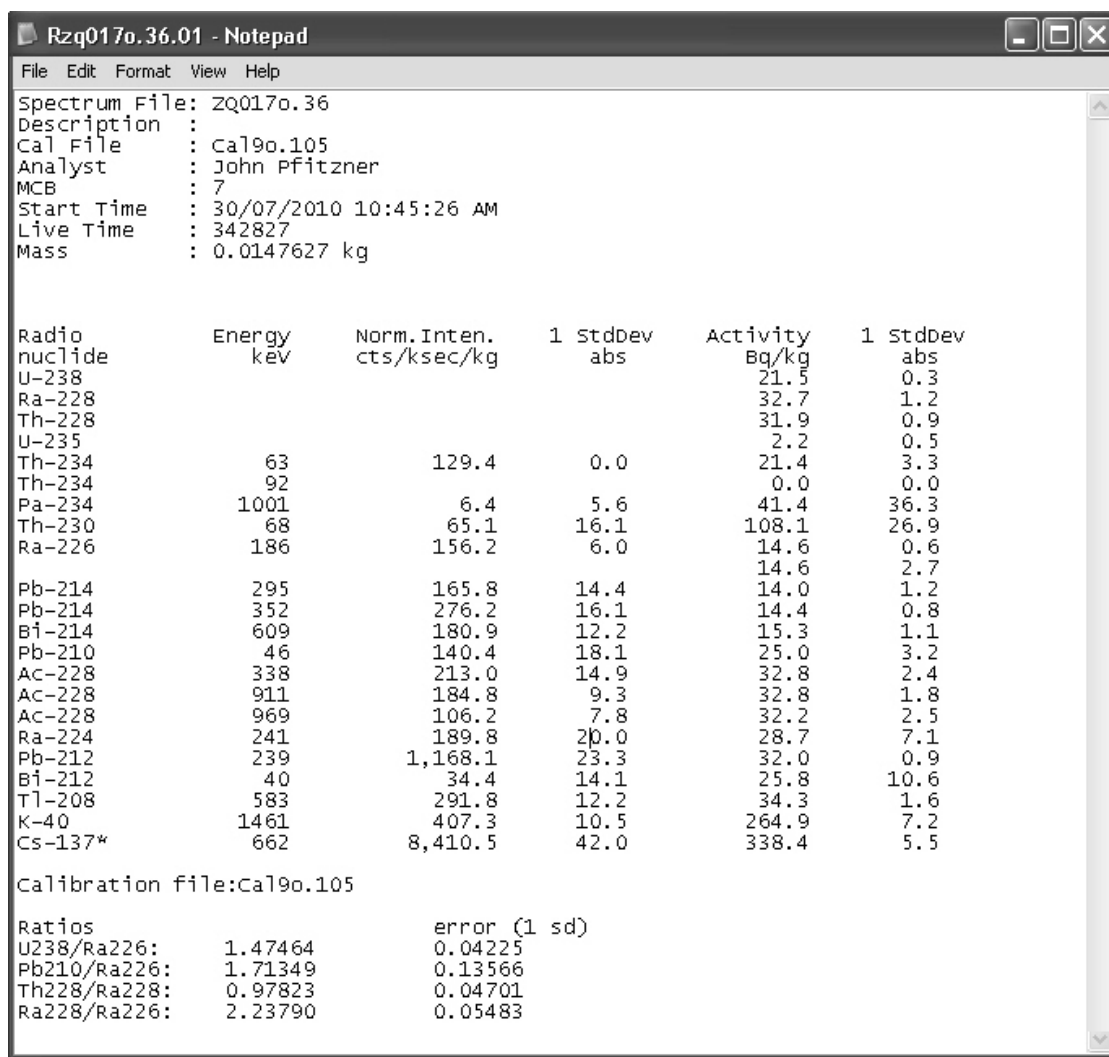 Rzq017o.36.01 - Notepad
File Edit Format View Help
Spectrum File: ZQ017o.36
Description :
Cal File : Cal9o.105
Analyst : John Pfitzner
MCB : 7
Start Time : 30/07/2010 10:45:26 AM
Live Time : 342827
Mass : 0.0147627 kg
Radio Energy Norm.Inten. 1 StdDev Activity 1 StdDev
nuclide keV cts/ksec/kg abs Bq/kg abs
U-238 21.5 0.3
Ra-228 32.7 1.2
Th-228 31.9 0.9
U-235 2.2 0.5
Th-234 63 129.4 0.0 21.4 3.3
Th-234 92 0.0 0.0
Pa-234 1001 6.4 5.6 41.4 36.3
Th-230 68 65.1 16.1 108.1 26.9
Ra-226 186 156.2 6.0 14.6 0.6
14.6 2.7
Pb-214 295 165.8 14.4 14.0 1.2
Pb-214 352 276.2 16.1 14.4 0.8
Bi-214 609 180.9 12.2 15.3 1.1
Pb-210 46 140.4 18.1 25.0 3.2
Ac-228 338 213.0 14.9 32.8 2.4
Ac-228 911 184.8 9.3 32.8 1.8
Ac-228 969 106.2 7.8 32.2 2.5
Ra-224 241 189.8 20.0 28.7 7.1
Pb-212 239 1,168.1 23.3 32.0 0.9
Bi-212 40 34.4 14.1 25.8 10.6
Tl-208 583 291.8 12.2 34.3 1.6
K-40 1461 407.3 10.5 264.9 7.2
Cs-137* 662 8,410.5 42.0 338.4 5.5
Calibration file:Cal9o.105
Ratios error (1 sd)
U238/Ra226: 1.47464 0.04225
Pb210/Ra226: 1.71349 0.13566
Th228/Ra228: 0.97823 0.04701
Ra228/Ra226: 2.23790 0.05483